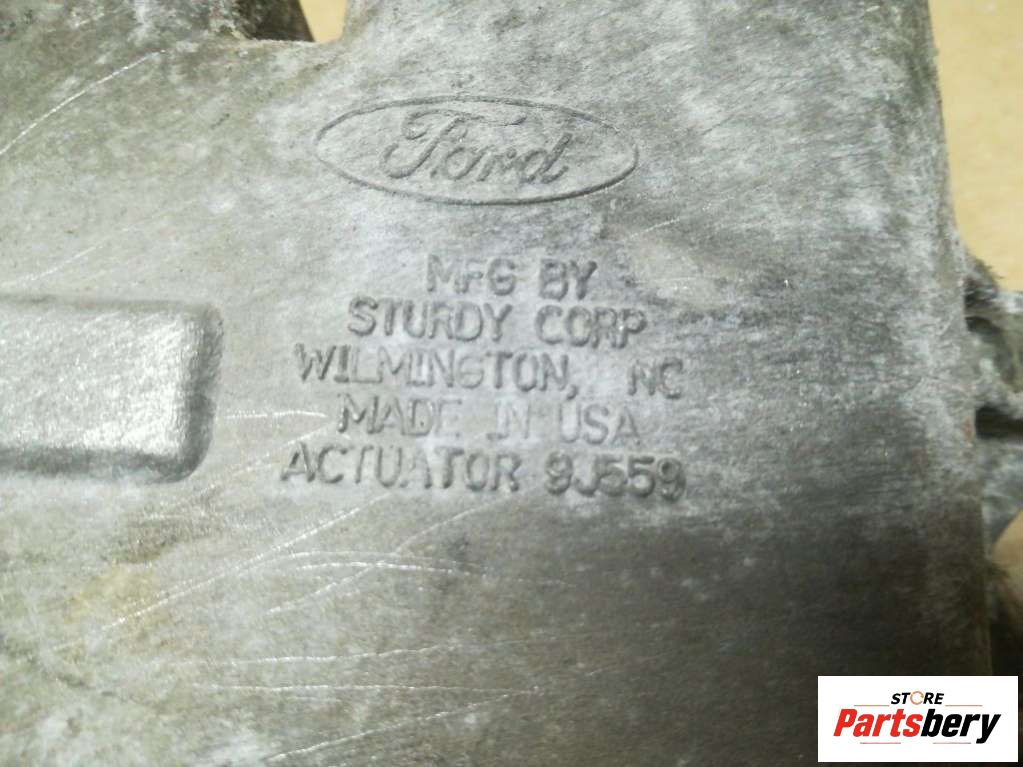 Ford
MFG BY
STURDY CORP
WILMINGTON, NC
MADE IN USA
ACTUATOR 9J559
STORE
Partsbery